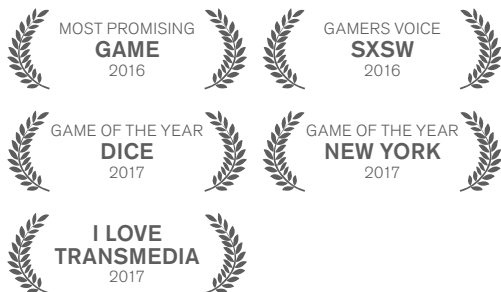 MOST PROMISING
GAME
2016
GAMERS VOICE
SXSW
2016
GAME OF THE YEAR
DICE
2017
GAME OF THE YEAR
NEW YORK
2017
I LOVE
TRANSMEDIA
2017